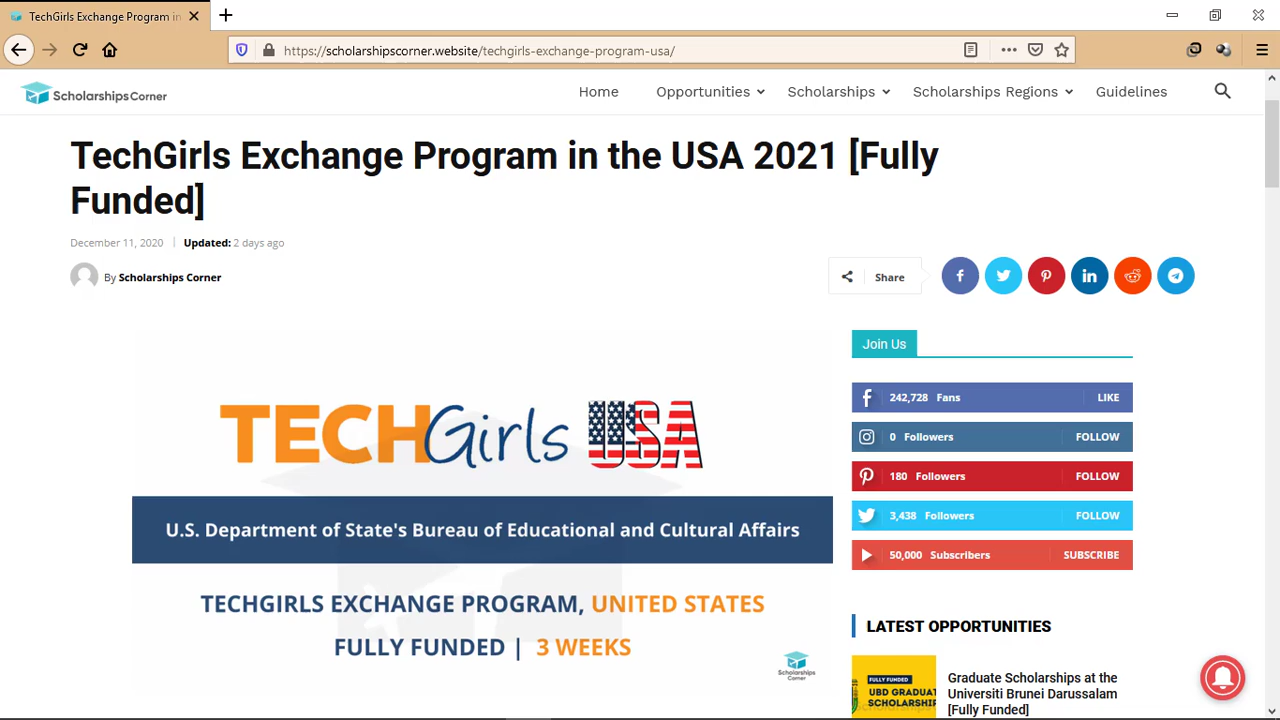 TechGirls Exchange Program in
https://scholarshipscorner.website/techgirls-exchange-program-usa/
ScholarshipsCorner
Home Opportunities Scholarships Scholarships Regions Guidelines
TechGirls Exchange Program in the USA 2021 [Fully
Funded]
December 11, 2020 Updated: 2 days ago
By Scholarships Corner
Share
TECHGirls USA
U.S. Department of State's Bureau of Educational and Cultural Affairs
TECHGIRLS EXCHANGE PROGRAM, UNITED STATES
FULLY FUNDED | 3 WEEKS
Scholarships
Corner
Join Us
242,728 Fans LIKE
0 Followers FOLLOW
180 Followers FOLLOW
3,438 Followers FOLLOW
50,000 Subscribers SUBSCRIBE
LATEST OPPORTUNITIES
FULLY FUNDED
UBD GRADUAT
SCHOLARSHIP
Graduate Scholarships at the
Universiti Brunei Darussalam
[Fully Funded]